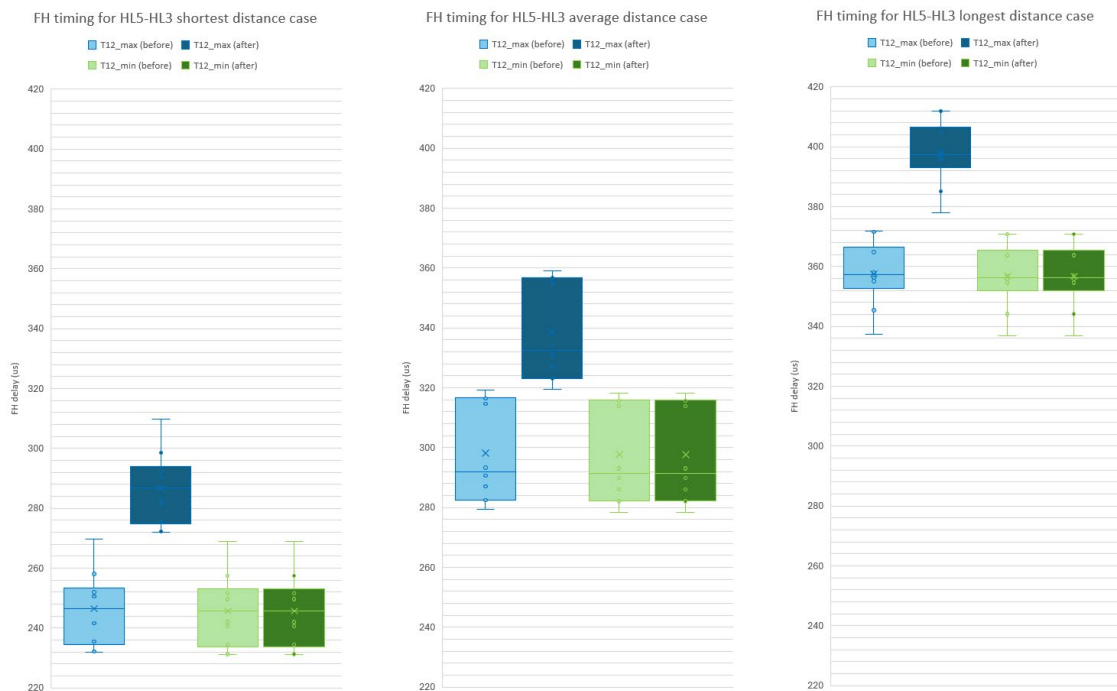 FH timing for HL5-HL3 shortest distance case
T12_max (before) T12_max (after)
T12_min (before) T12_min (after)
FH delay (us)
420
400
380
360
340
320
300
280
260
240
220
FH timing for HL5-HL3 average distance case
T12_max (before) T12_max (after)
T12_min (before) T12_min (after)
FH delay (us)
420
400
380
360
340
320
300
280
260
240
220
FH timing for HL5-HL3 longest distance case
T12_max (before) T12_max (after)
T12_min (before) T12_min (after)
FH delay (us)
420
400
380
360
340
320
300
280
260
240
220